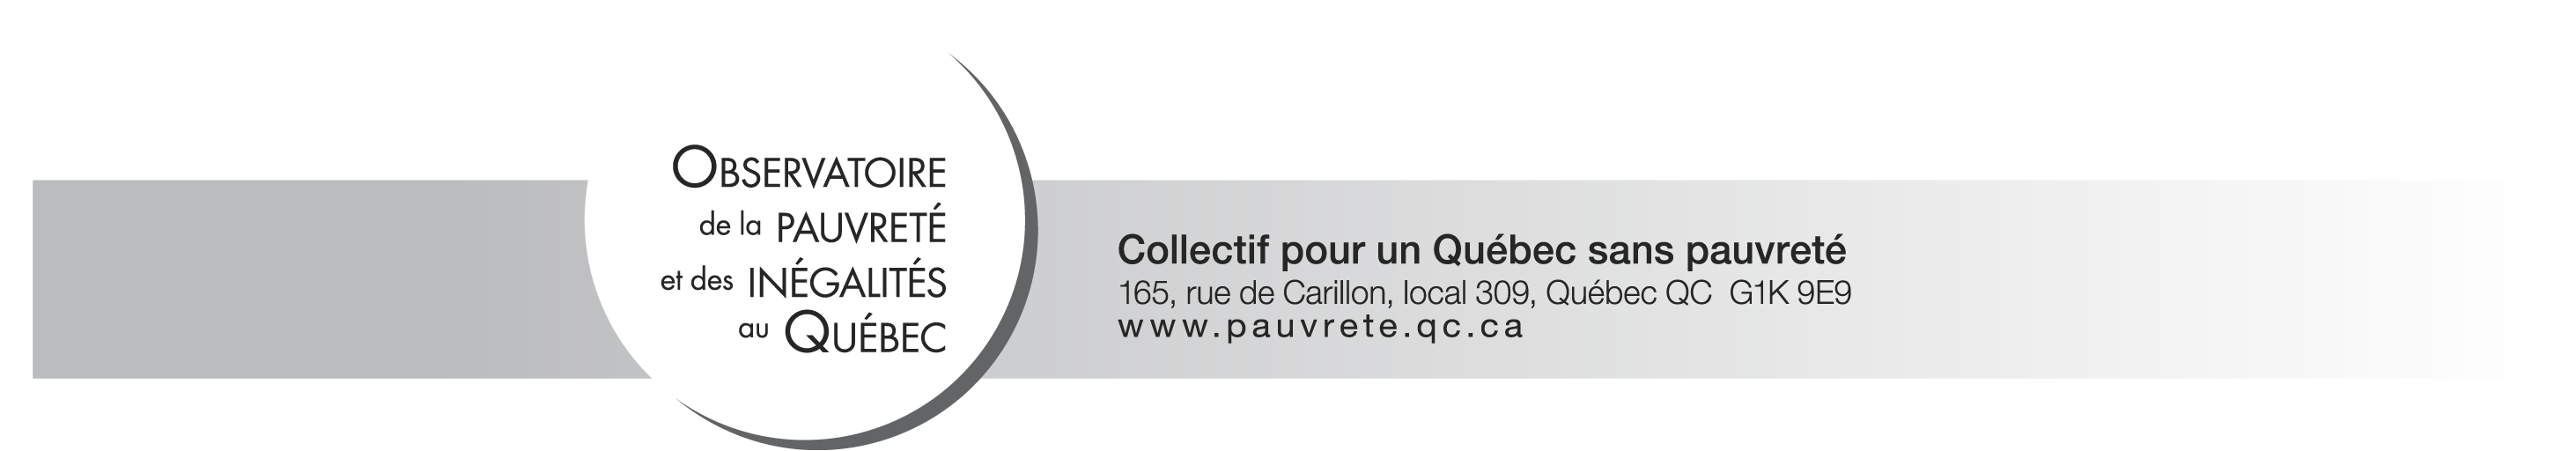 OBSERVATOIRE
de la PAUVRETÉ
et des INÉGALITÉS
au QUÉBEC
Collectif pour un Québec sans pauvreté
165, rue de Carillon, local 309, Québec QC  G1K 9E9
www.pauvrete.qc.ca